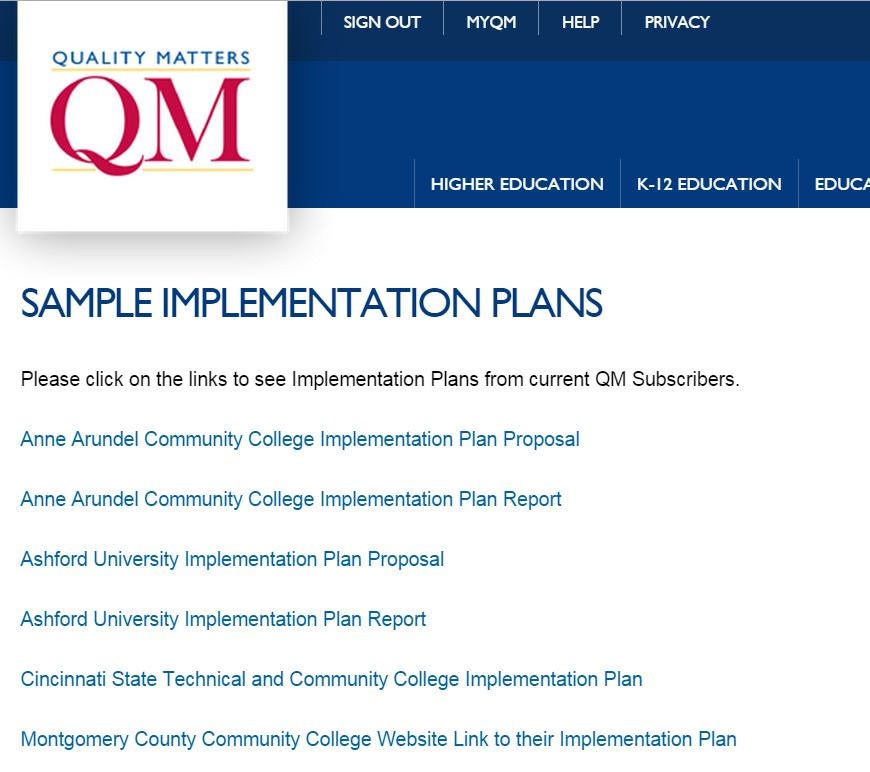 SIGN OUT
MYQM
HELP
PRIVACY
QUALITY MATTERS
QM
HIGHER EDUCATION
K-12 EDUCATION
EDUCA
SAMPLE IMPLEMENTATION PLANS
Please click on the links to see Implementation Plans from current QM Subscribers.
Anne Arundel Community College Implementation Plan Proposal
Anne Arundel Community College Implementation Plan Report
Ashford University Implementation Plan Proposal
Ashford University Implementation Plan Report
Cincinnati State Technical and Community College Implementation Plan
Montgomery County Community College Website Link to their Implementation Plan